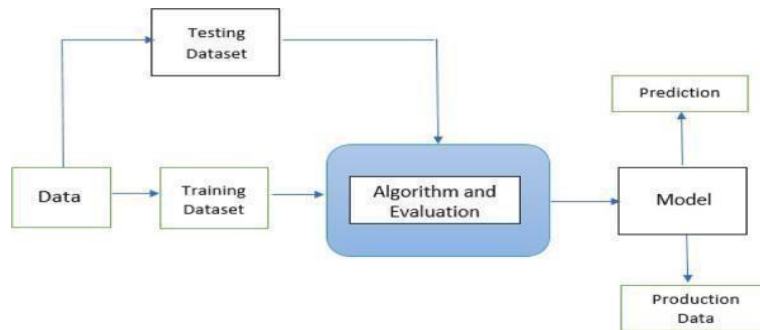 Testing
Dataset
Prediction
Data
Training
Dataset
Algorithm and
Evaluation
Model
Production
Data